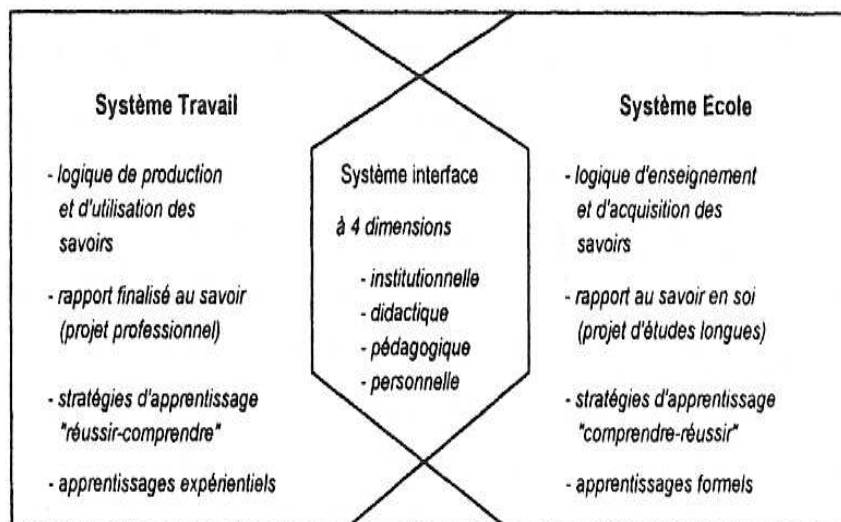 Système Travail
- logique de production
et d'utilisation des
savoirs
- rapport finalisé au savoir
(projet professionnel)
- stratégies d'apprentissage
"réussir-comprendre"
- apprentissages expérientiels
Système interface
à 4 dimensions
- institutionnelle
- didactique
- pédagogique
- personnelle
Système Ecole
- logique d'enseignement
et d'acquisition des
savoirs
- rapport au savoir en soi
(projet d'études longues)
- stratégies d'apprentissage
"comprendre-réussir"
- apprentissages formels